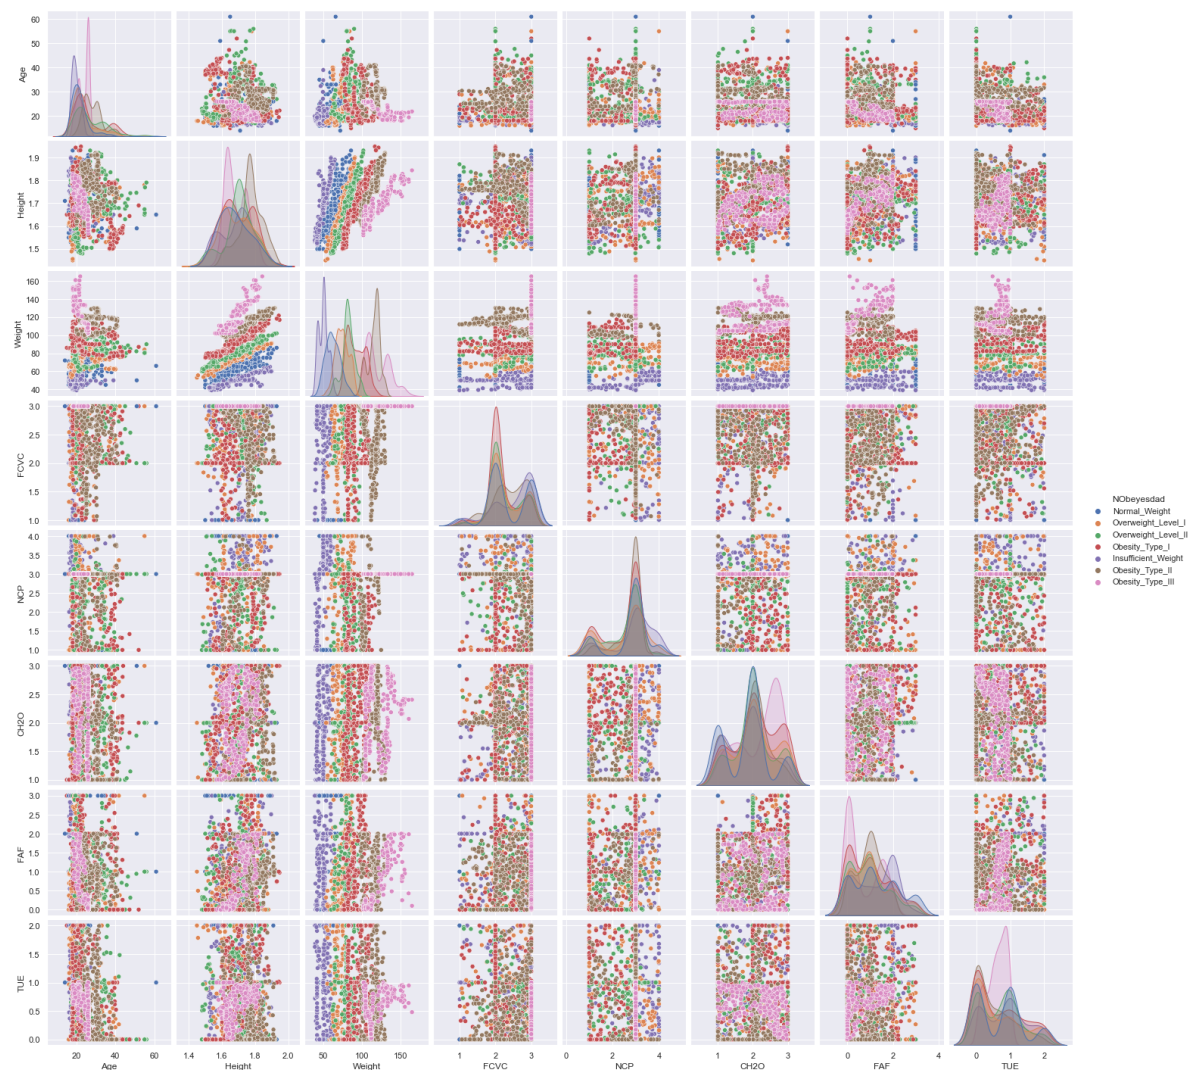 60
50
40
30
20
Age
1.9
1.8
1.7
1.6
1.5
Height
160
140
120
100
80
60
40
Weight
3.0
2.5
2.0
1.5
1.0
FCVC
4.0
3.5
3.0
2.5
2.0
1.5
1.0
NCP
3.0
2.5
2.0
1.5
1.0
CH2O
3.0
2.5
2.0
1.5
1.0
0.5
0.0
FAF
2.0
1.5
1.0
0.5
0.0
TUE
20 40 60
Age
1.4 1.6 1.8 2.0
Height
50 100 150
Weight
1 2 3
FCVC
0 2 4
NCP
1 2 3
CH2O
0 2 4
FAF
0 1 2
TUE
NObeyesdad
Normal_Weight
Overweight_Level_I
Overweight_Level_II
Obesity_Type_I
Insufficient_Weight
Obesity_Type_II
Obesity_Type_III